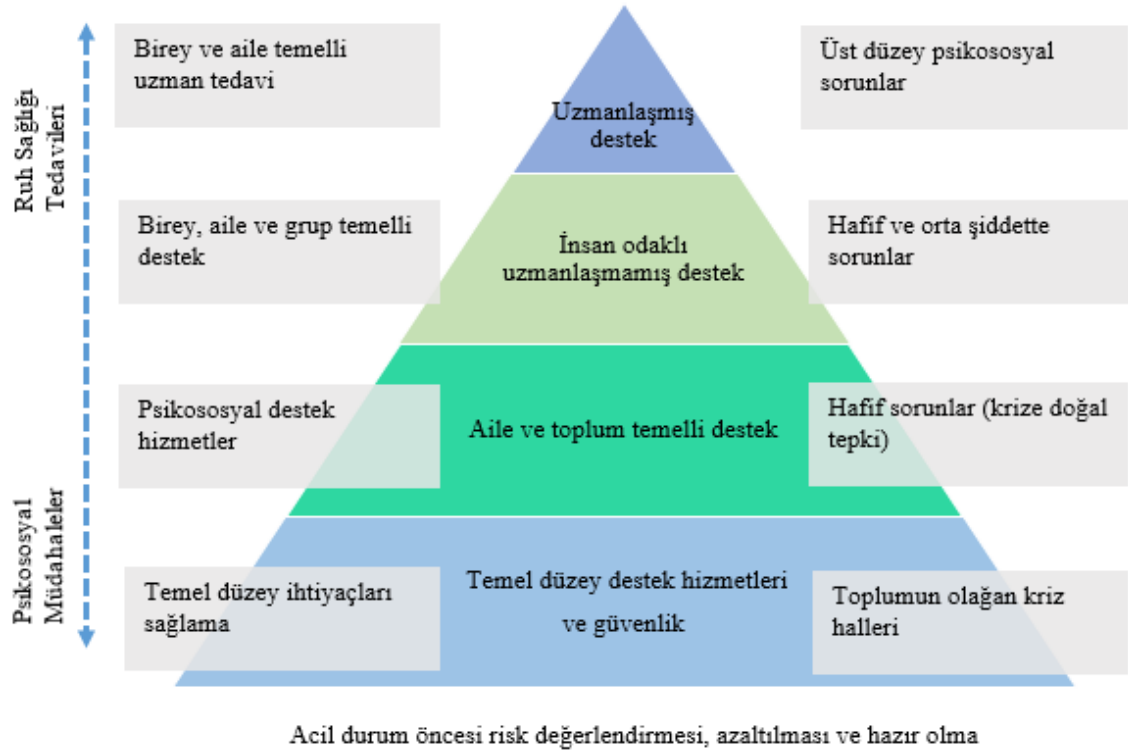 Ruh Sağlığı
Tedavileri
Birey ve aile temelli
uzman tedavi
Uzmanlaşmış
destek
Üst düzey psikososyal
sorunlar
Birey, aile ve grup temelli
destek
İnsan odaklı
uzmanlaşmamış destek
Hafif ve orta şiddette
sorunlar
Psikososyal destek
hizmetler
Aile ve toplum temelli destek
Hafif sorunlar (krize doğal
tepki)
Psikososyal
Müdahaleler
Temel düzey ihtiyaçları
sağlama
Temel düzey destek hizmetleri
ve güvenlik
Toplumun olağan kriz
halleri
Acil durum öncesi risk değerlendirmesi, azaltılması ve hazır olma